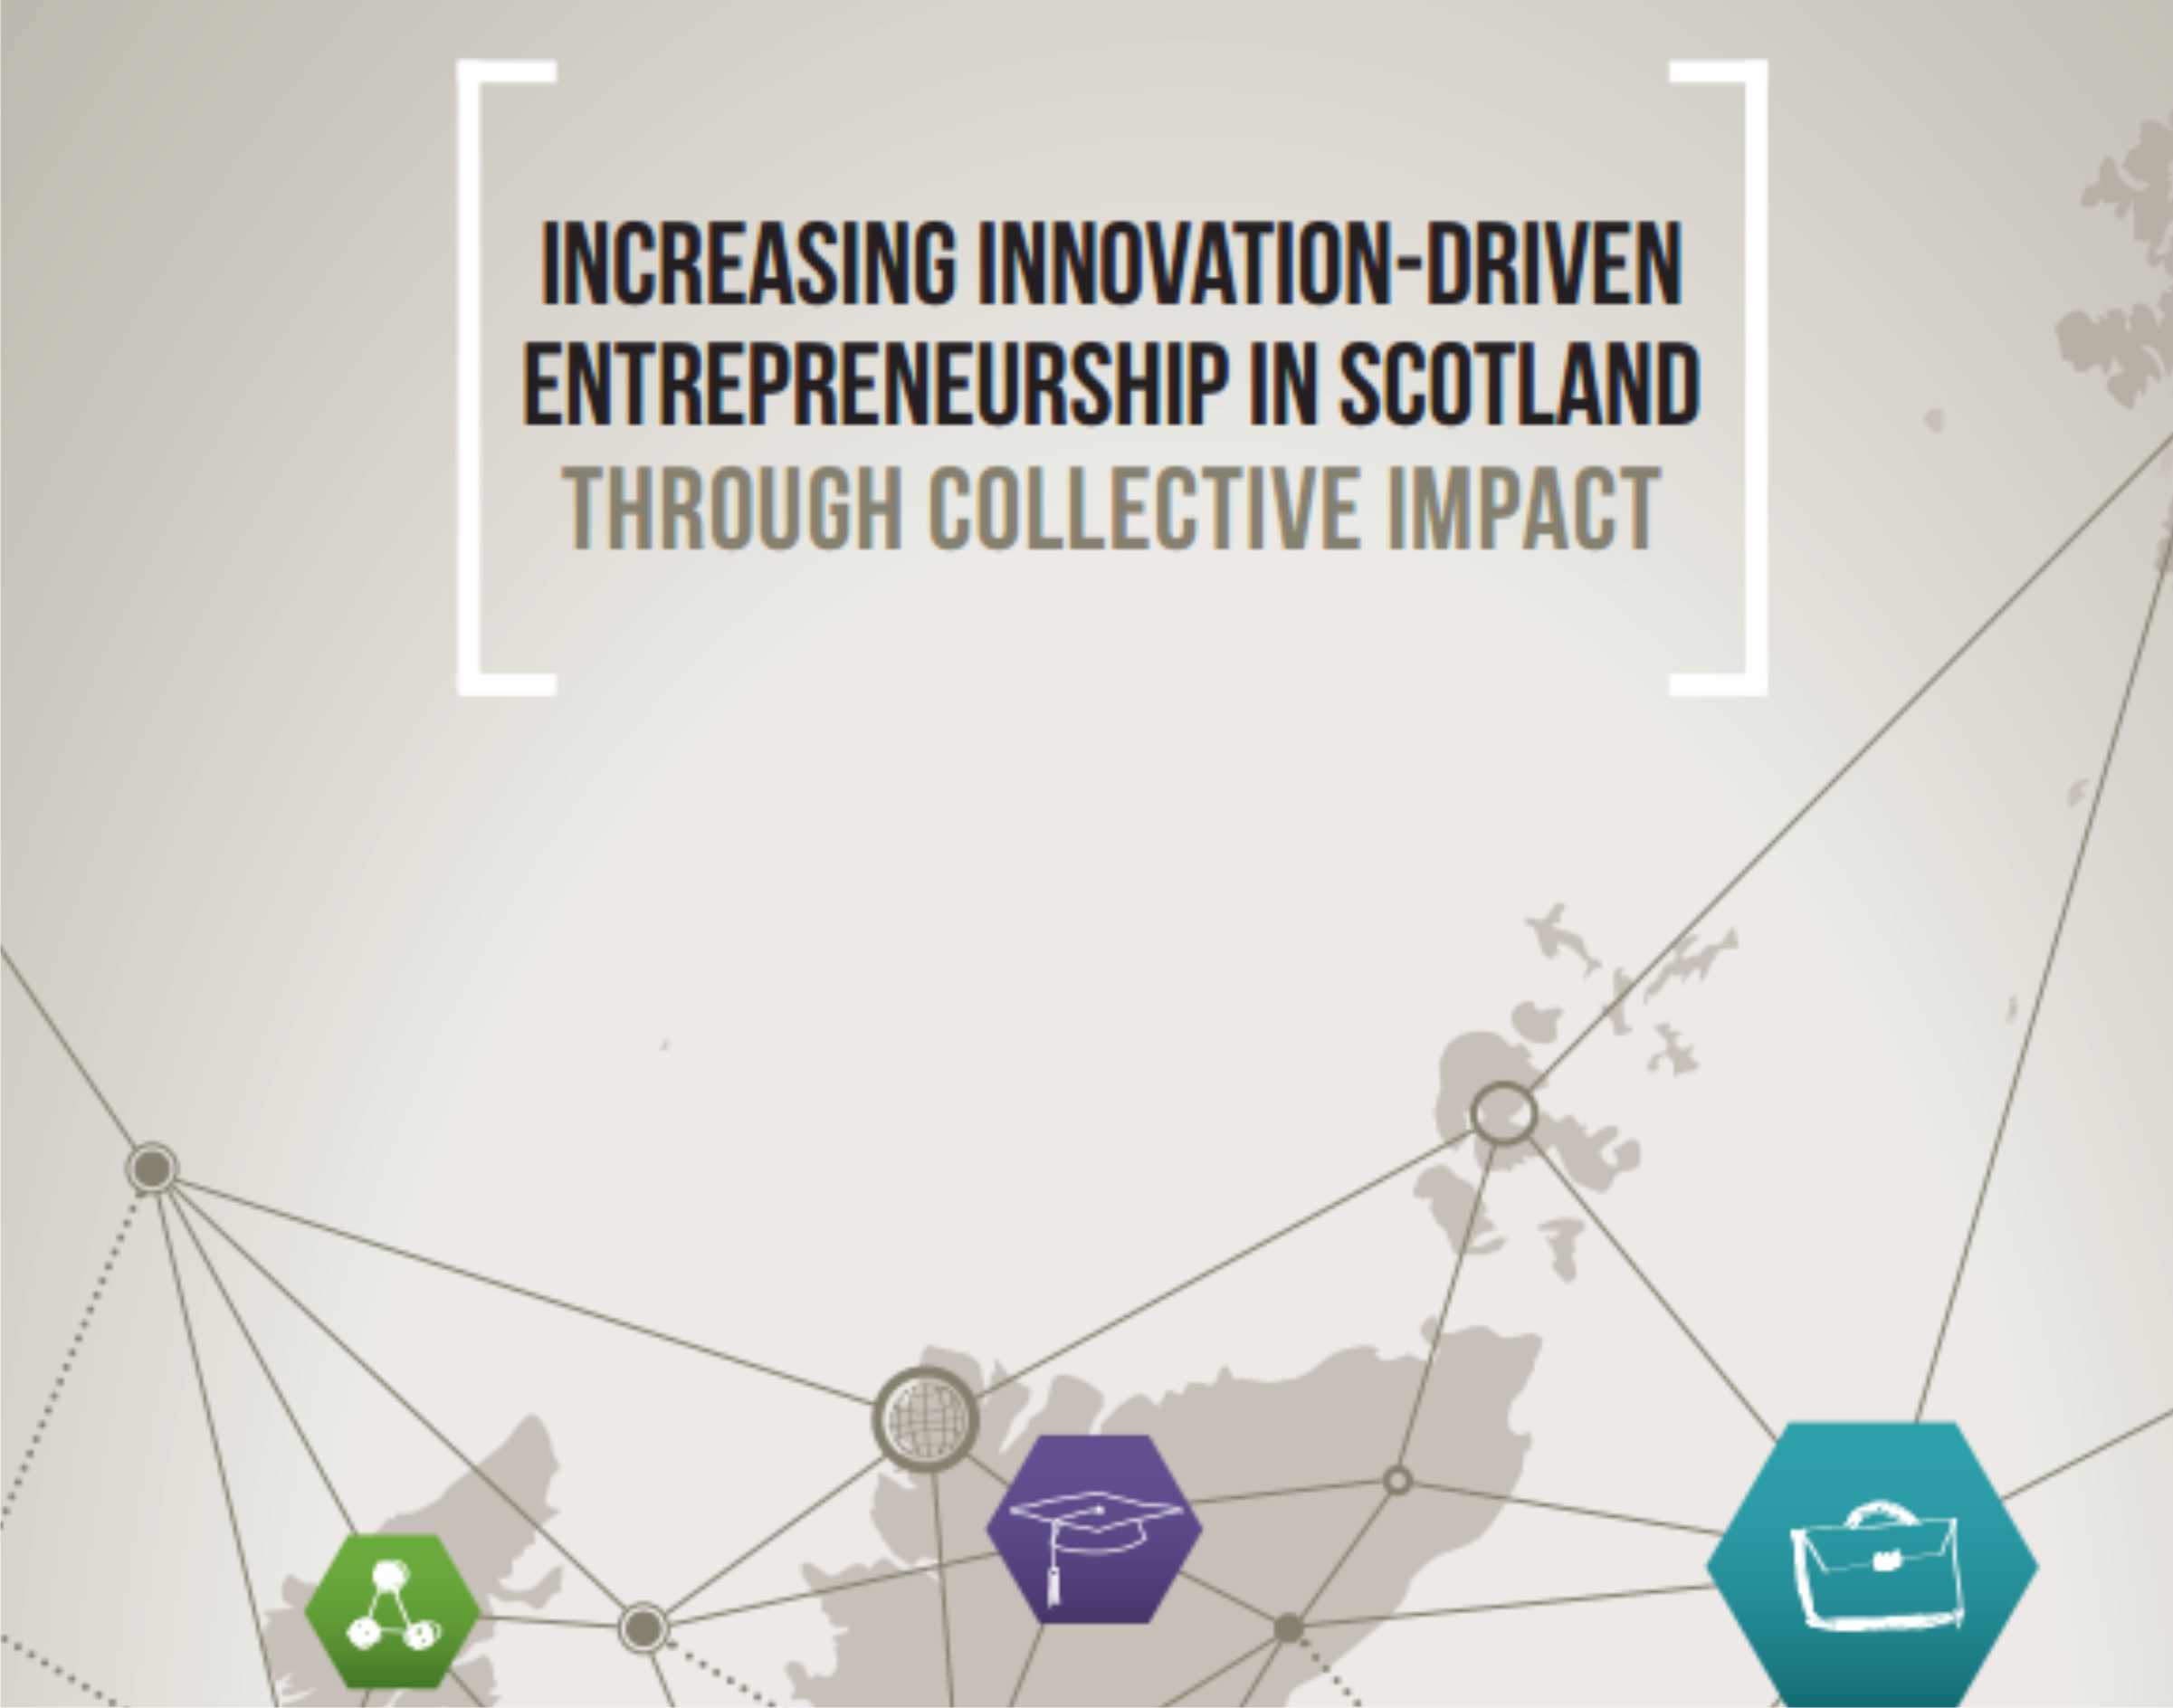 INCREASING INNOVATION-DRIVEN
ENTREPRENEURSHIP IN SCOTLAND
THROUGH COLLECTIVE IMPACT